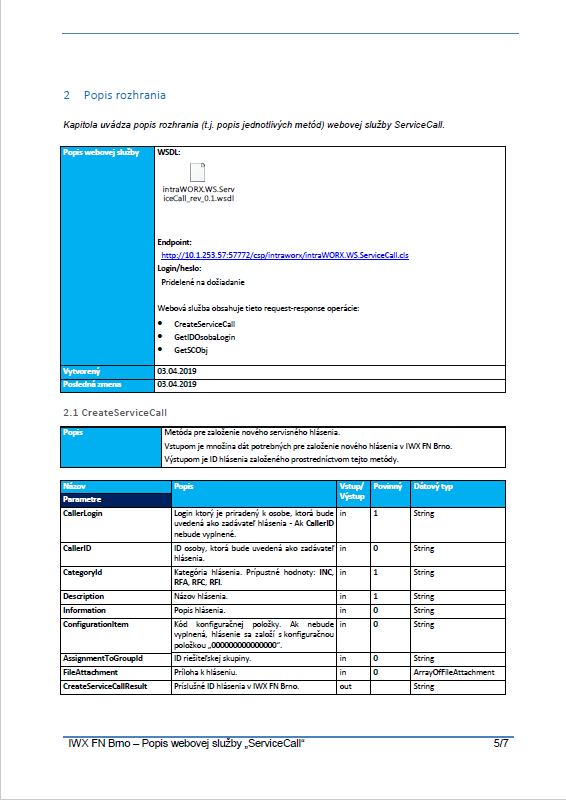 2 Popis rozhrania
Kapitola uvádza popis rozhrania (t.j. popis jednotlivých metód) webovej služby ServiceCall.
Popis webovej služby
WSDL:
intraWORX.WS.Serv
iceCall_rev_0.1.wsdl
Endpoint:
http://10.1.253.57:57772/csp/intraworx/intraWORX.WS.ServiceCall.cls
Login/heslo:
Pridelené na dožiadanie
Webová služba obsahuje tieto request-response operácie:
• CreateServiceCall
• GetIDOsobaLogin
• GetSCObj
Vytvorený 03.04.2019
Posledná zmena 03.04.2019
2.1 CreateServiceCall
Popis Metóda pre založenie nového servisného hlásenia.
Vstupom je množina dát potrebných pre založenie nového hlásenia v IWX FN Brno.
Výstupom je ID hlásenia založeného prostredníctvom tejto metódy.
Názov Popis Vstup/ Povinný Dátový typ
Výstup
Parametre
CallerLogin Login ktorý je priradený k osobe, ktorá bude in 1 String
uvedená ako zadávateľ hlásenia - Ak CallerID
nebude vyplnené.
CallerID ID osoby, ktorá bude uvedená ako zadávateľ in 0 String
hlásenia.
CategoryId Kategória hlásenia. Prípustné hodnoty: INC, in 1 String
RFA, RFC, RFI.
Description Názov hlásenia. in 1 String
Information Popis hlásenia. in 0 String
ConfigurationItem Kód konfiguračnej položky. Ak nebude in 0 String
vyplnená, hlásenie sa založí s konfiguračnou
položkou „000000000000000“.
AssignmentToGroupId ID riešiteľskej skupiny. in 0 String
FileAttachment Príloha k hláseniu. in 0 ArrayOfFileAttachment
CreateServiceCallResult Príslušné ID hlásenia v IWX FN Brno. out String
IWX FN Brno – Popis webovej služby „ServiceCall“ 5/7